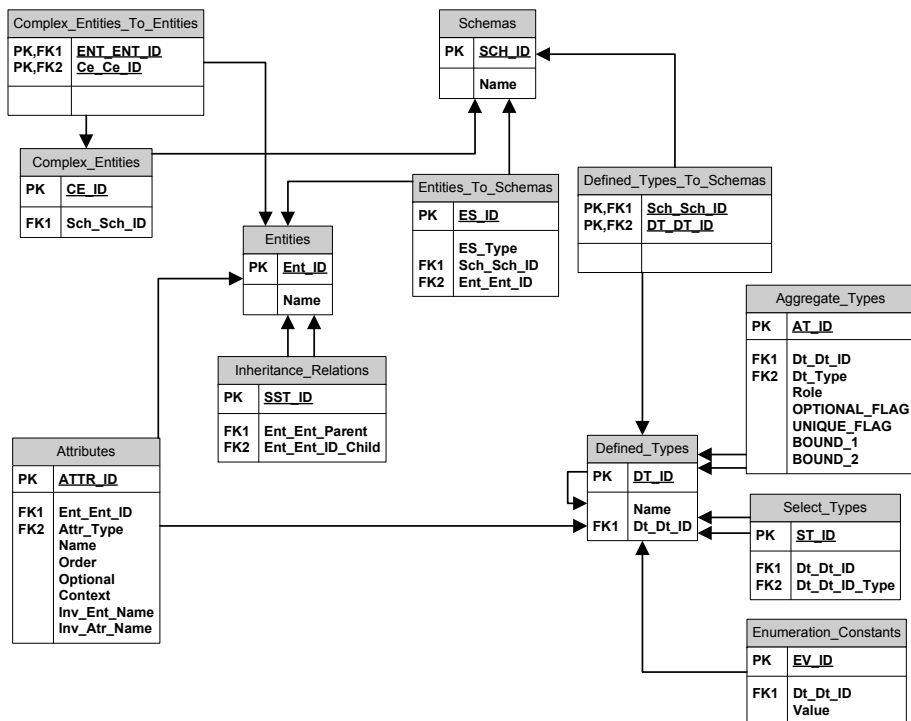 Complex_Entities_To_Entities
PK,FK1 ENT_ENT_ID
PK,FK2 Ce_Ce_ID
Schemas
PK SCH_ID
Name
Complex_Entities
PK CE_ID
FK1 Sch_Sch_ID
Entities_To_Schemas
PK ES_ID
ES_Type
FK1 Sch_Sch_ID
FK2 Ent_Ent_ID
Defined_Types_To_Schemas
PK,FK1 Sch_Sch_ID
PK,FK2 DT_DT_ID
Entities
PK Ent_ID
Name
Aggregate_Types
PK AT_ID
FK1 Dt_Dt_ID
FK2 Dt_Type
Role
OPTIONAL_FLAG
UNIQUE_FLAG
BOUND_1
BOUND_2
Inheritance_Relations
PK SST_ID
FK1 Ent_Ent_Parent
FK2 Ent_Ent_ID_Child
Attributes
PK ATTR_ID
FK1 Ent_Ent_ID
FK2 Attr_Type
Name
Order
Optional
Context
Inv_Ent_Name
Inv_Atr_Name
Defined_Types
PK DT_ID
Name
FK1 Dt_Dt_ID
Select_Types
PK ST_ID
FK1 Dt_Dt_ID
FK2 Dt_Dt_ID_Type
Enumeration_Constants
PK EV_ID
FK1 Dt_Dt_ID
Value